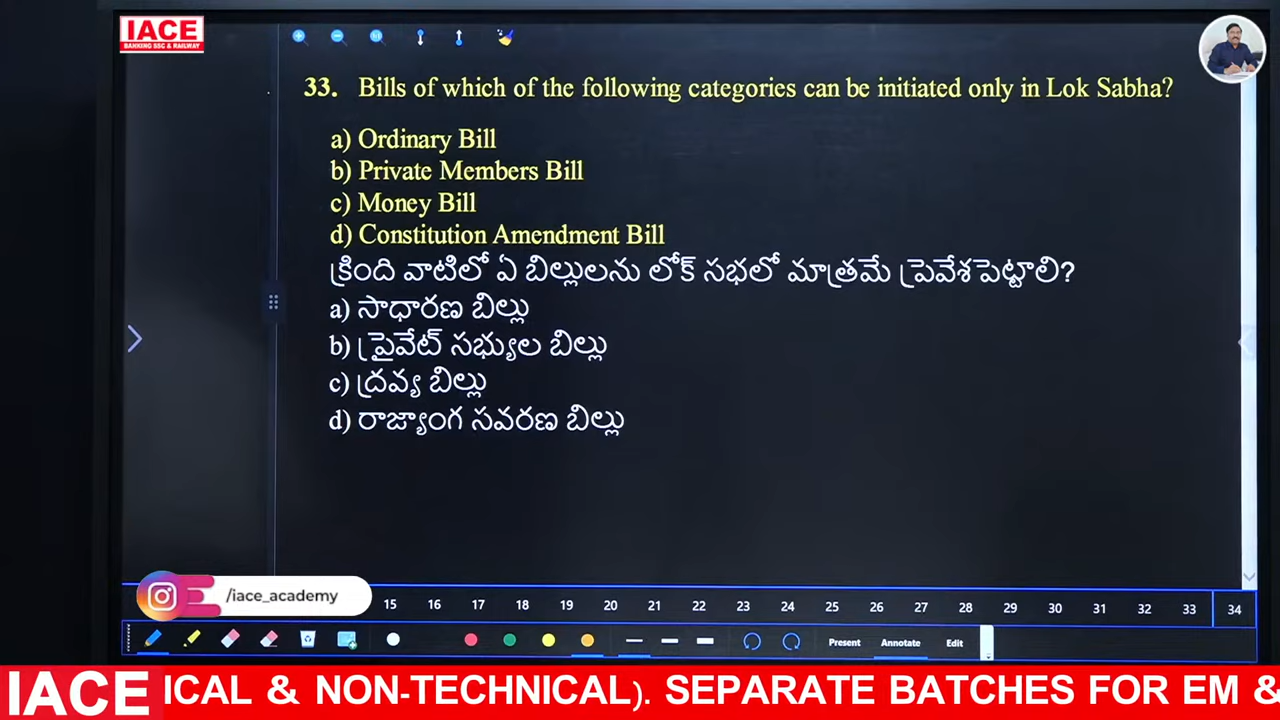 IACE
BANKING SSC & RAILWAY
33. Bills of which of the following categories can be initiated only in Lok Sabha?
a) Ordinary Bill
b) Private Members Bill
c) Money Bill
d) Constitution Amendment Bill
క్రింది వాటిలో ఏ బిల్లులను లోక్ సభలో మాత్రమే ప్రవేశపెట్టాలి?
a) సాధారణ బిల్లు
b) ప్రైవేట్ సభ్యుల బిల్లు
c) ద్రవ్య బిల్లు
d) రాజ్యాంగ సవరణ బిల్లు
/iace_academy
15 16 17 18 19 20 21 22 23 24 25 26 27 28 29 30 31 32 33 34
Present Annotate Edit
IACE ICAL & NON-TECHNICAL). SEPARATE BATCHES FOR EM &